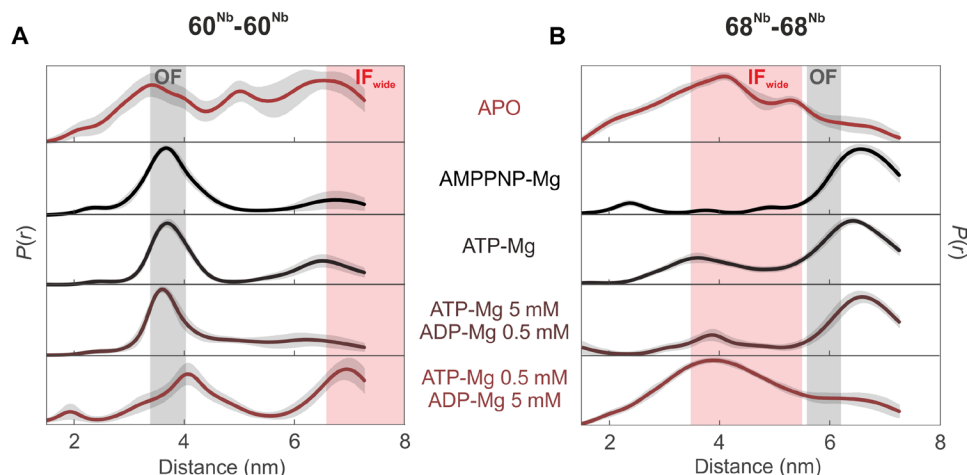 60Nb-60Nb
68Nb-68Nb
A
B
OF
IFwide
IFwide
OF
APO
AMPPNP-Mg
ATP-Mg
ATP-Mg 5 mM
ADP-Mg 0.5 mM
ATP-Mg 0.5 mM
ADP-Mg 5 mM
P(r)
P(r)
2 4 6 8
2 4 6 8
Distance (nm)
Distance (nm)